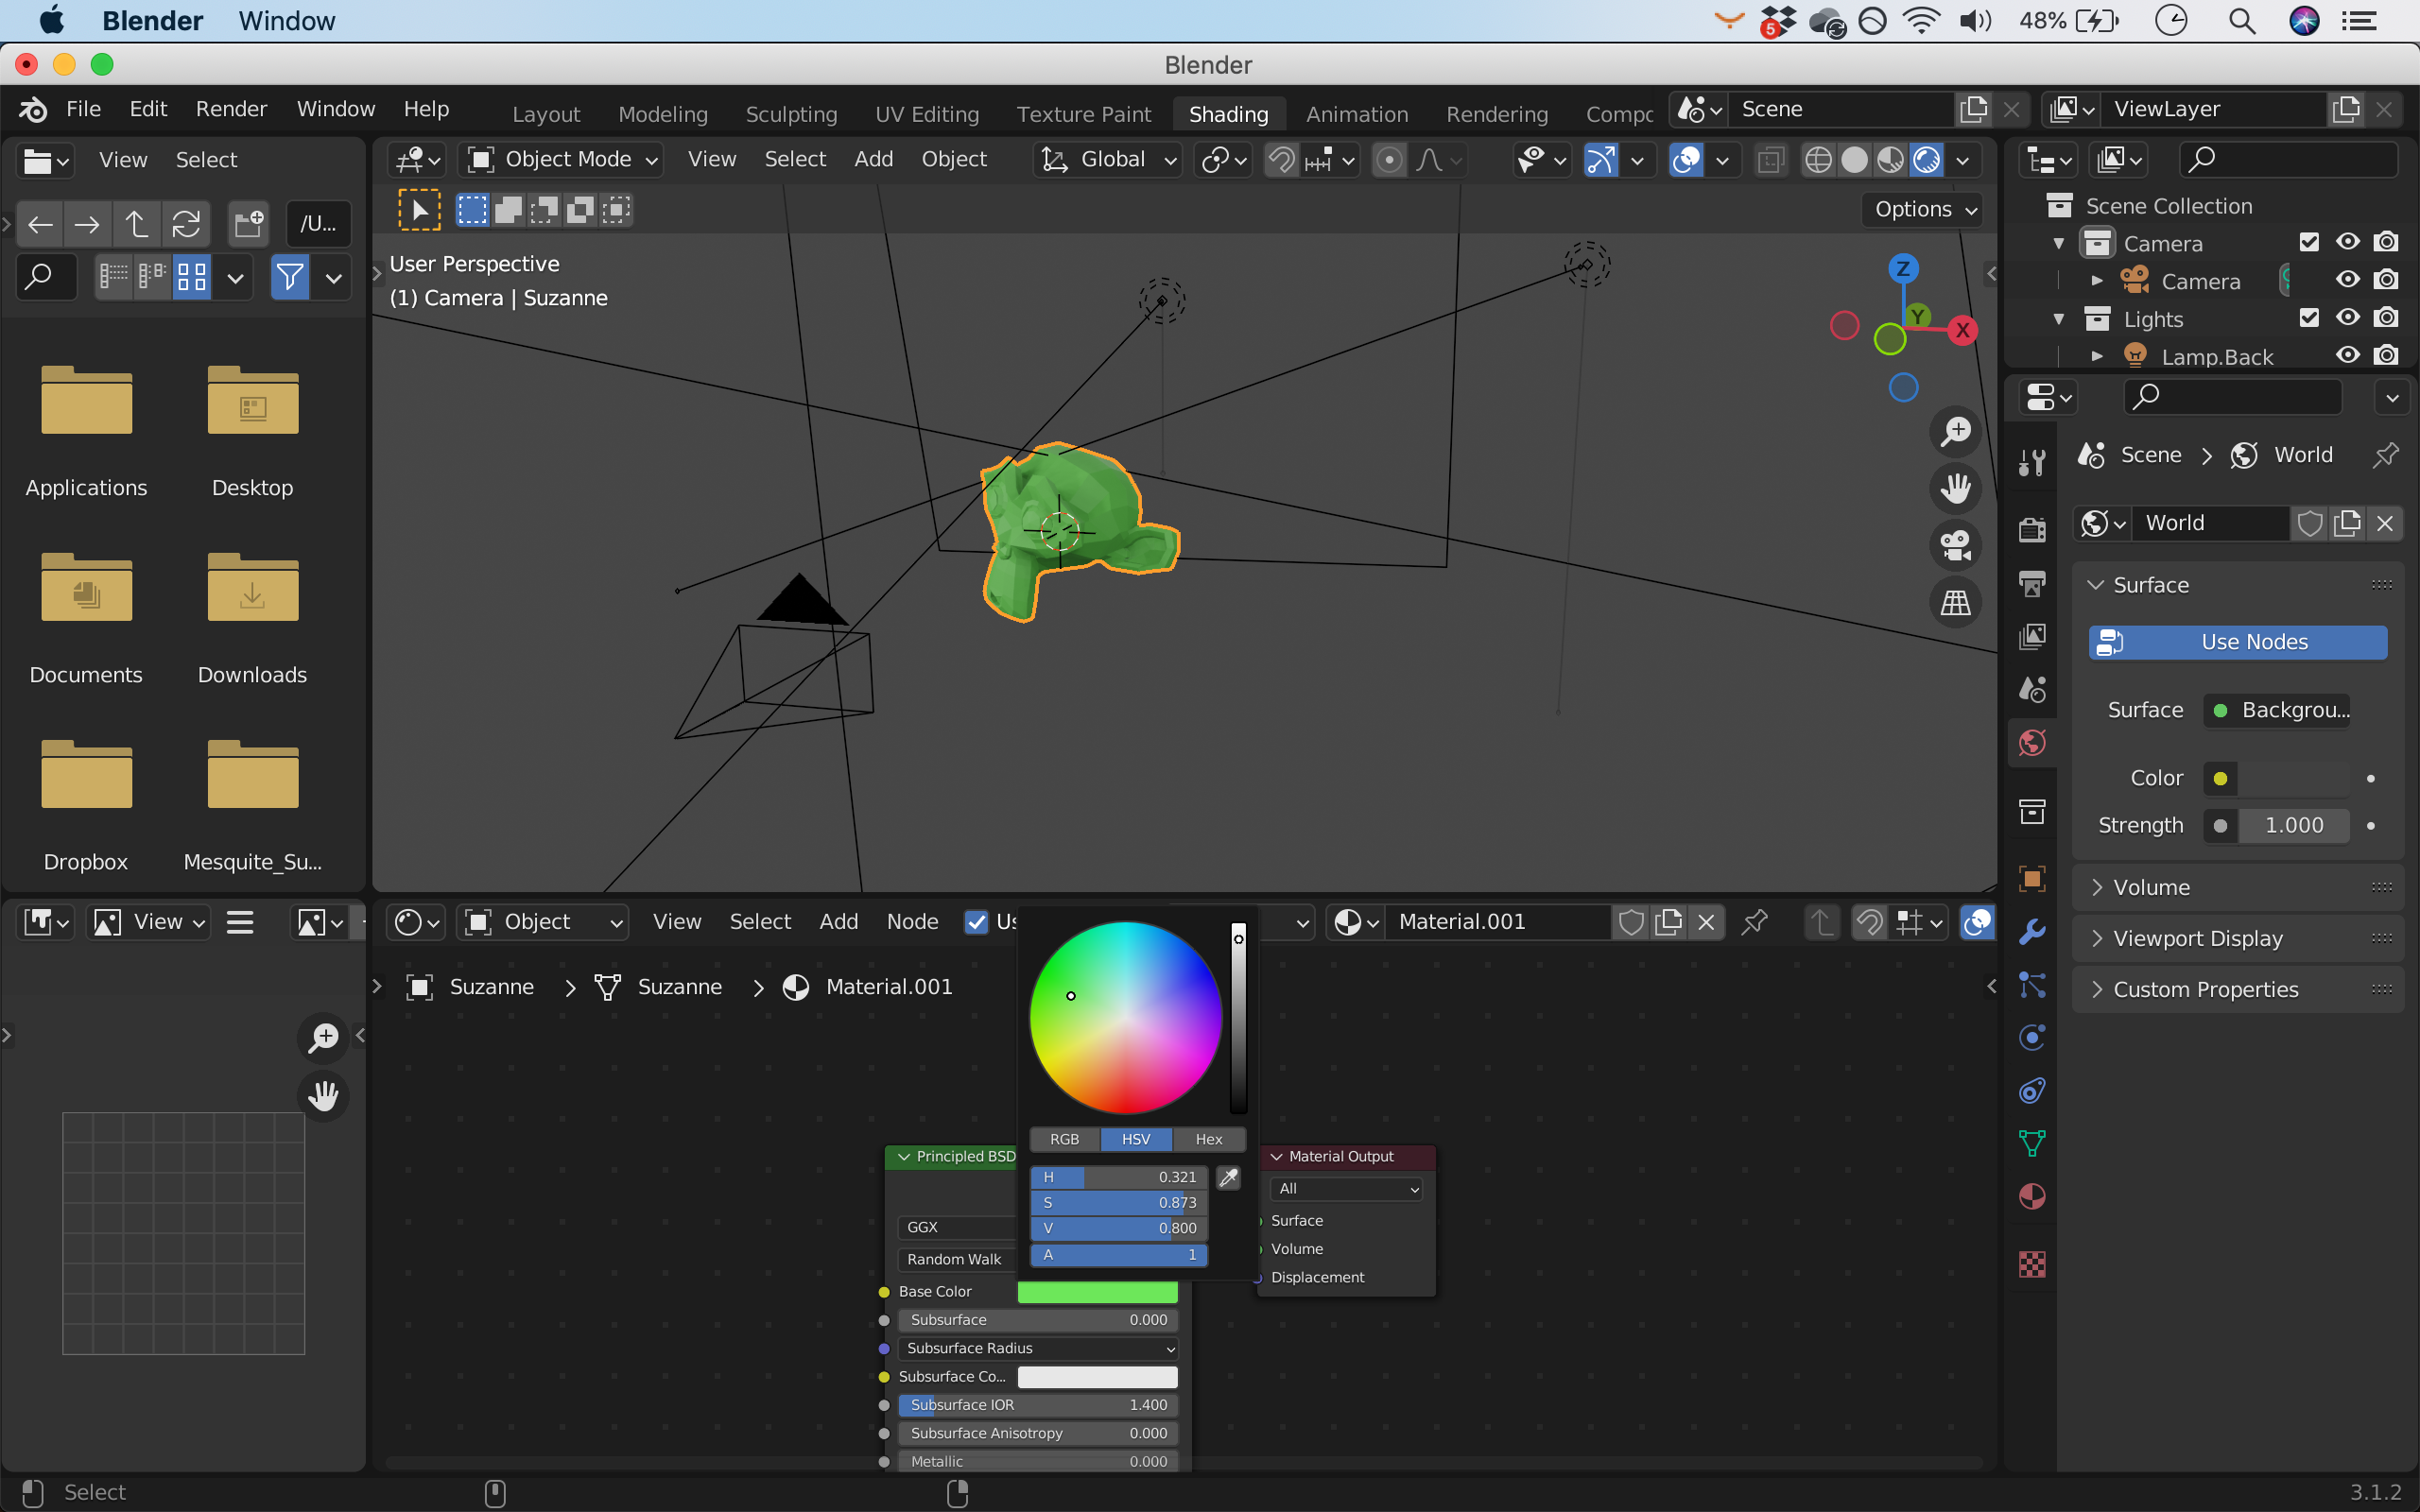 Blender Window
5
48%
Blender
File Edit Render Window Help
Layout Modeling Sculpting UV Editing Texture Paint Shading Animation Rendering Compc
Scene
ViewLayer
View Select
Object Mode View Select Add Object
Global
/U...
Options
User Perspective
(1) Camera | Suzanne
Z
Y
X
Applications
Desktop
Documents
Downloads
Dropbox
Mesquite_Su...
Scene Collection
Camera
Camera
Lights
Lamp.Back
Scene World
World
Surface
Use Nodes
Surface Backgrou...
Color
Strength 1.000
Volume
Viewport Display
Custom Properties
View
Object View Select Add Node Us
Material.001
Suzanne Suzanne Material.001
RGB HSV Hex
H 0.321
S 0.873
V 0.800
A 1
Principled BSD
GGX
Random Walk
Base Color
Subsurface 0.000
Subsurface Radius
Subsurface Co...
Subsurface IOR 1.400
Subsurface Anisotropy 0.000
Metallic 0.000
Material Output
All
Surface
Volume
Displacement
Select
3.1.2